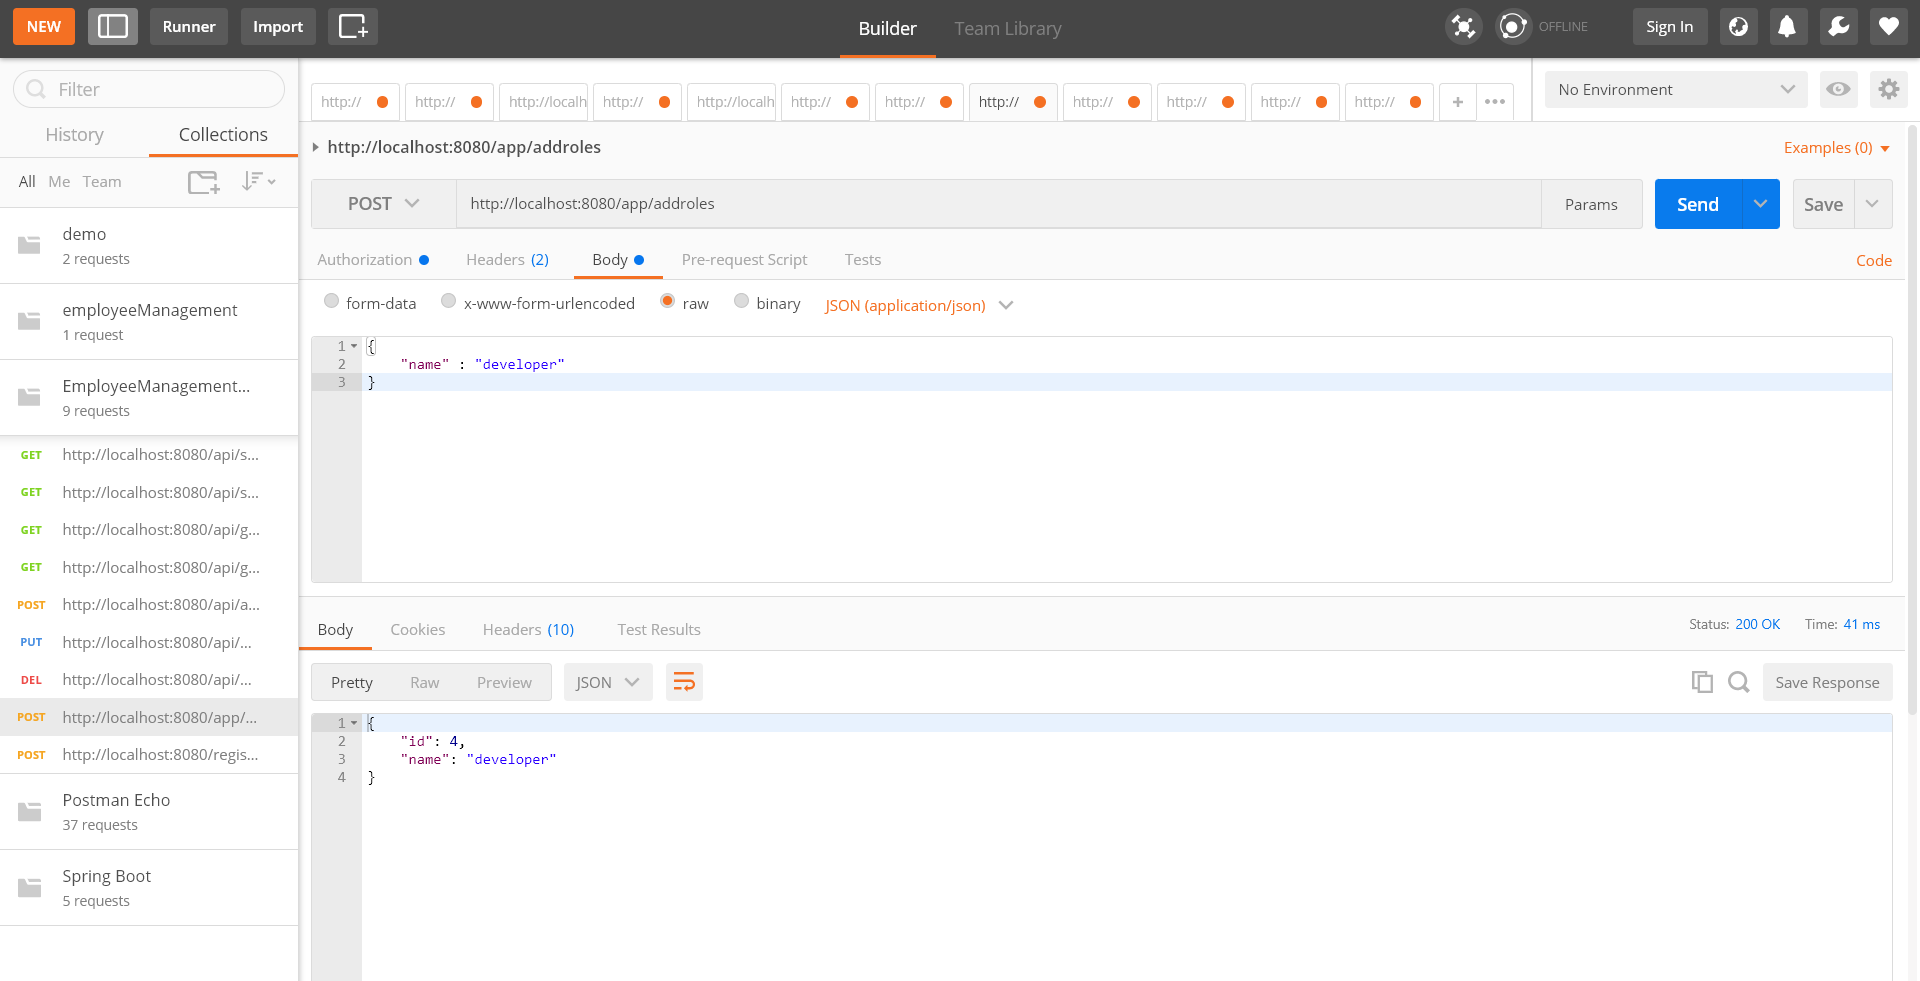 NEW Runner Import Builder Team Library OFFLINE Sign In
Filter
http:// http:// http://localh http:// http://localh http:// http:// http:// http:// http:// http:// http:// + No Environment
History Collections
All Me Team
demo
2 requests
employeeManagement
1 request
EmployeeManagement...
9 requests
GET http://localhost:8080/api/s...
GET http://localhost:8080/api/s...
GET http://localhost:8080/api/g...
GET http://localhost:8080/api/g...
POST http://localhost:8080/api/a...
PUT http://localhost:8080/api/...
DEL http://localhost:8080/api/...
POST http://localhost:8080/app/...
POST http://localhost:8080/regis...
Postman Echo
37 requests
Spring Boot
5 requests
http://localhost:8080/app/addroles Examples (0)
POST http://localhost:8080/app/addroles Params Send Save
Authorization Headers (2) Body Pre-request Script Tests Code
form-data x-www-form-urlencoded raw binary JSON (application/json)
1 {
2 "name" : "developer"
3 }
Body Cookies Headers (10) Test Results Status: 200 OK Time: 41 ms
Pretty Raw Preview JSON Save Response
1 {
2 "id": 4,
3 "name": "developer"
4 }